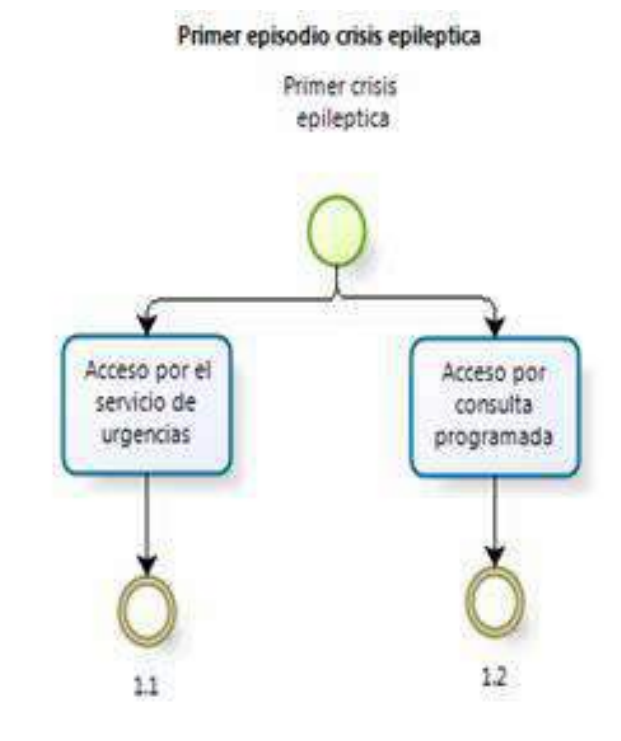 Primer episodio crisis epileptica
Primer crisis
epileptica
Acceso por el
servicio de
urgencias
Acceso por
consulta
programada
1.1
1.2